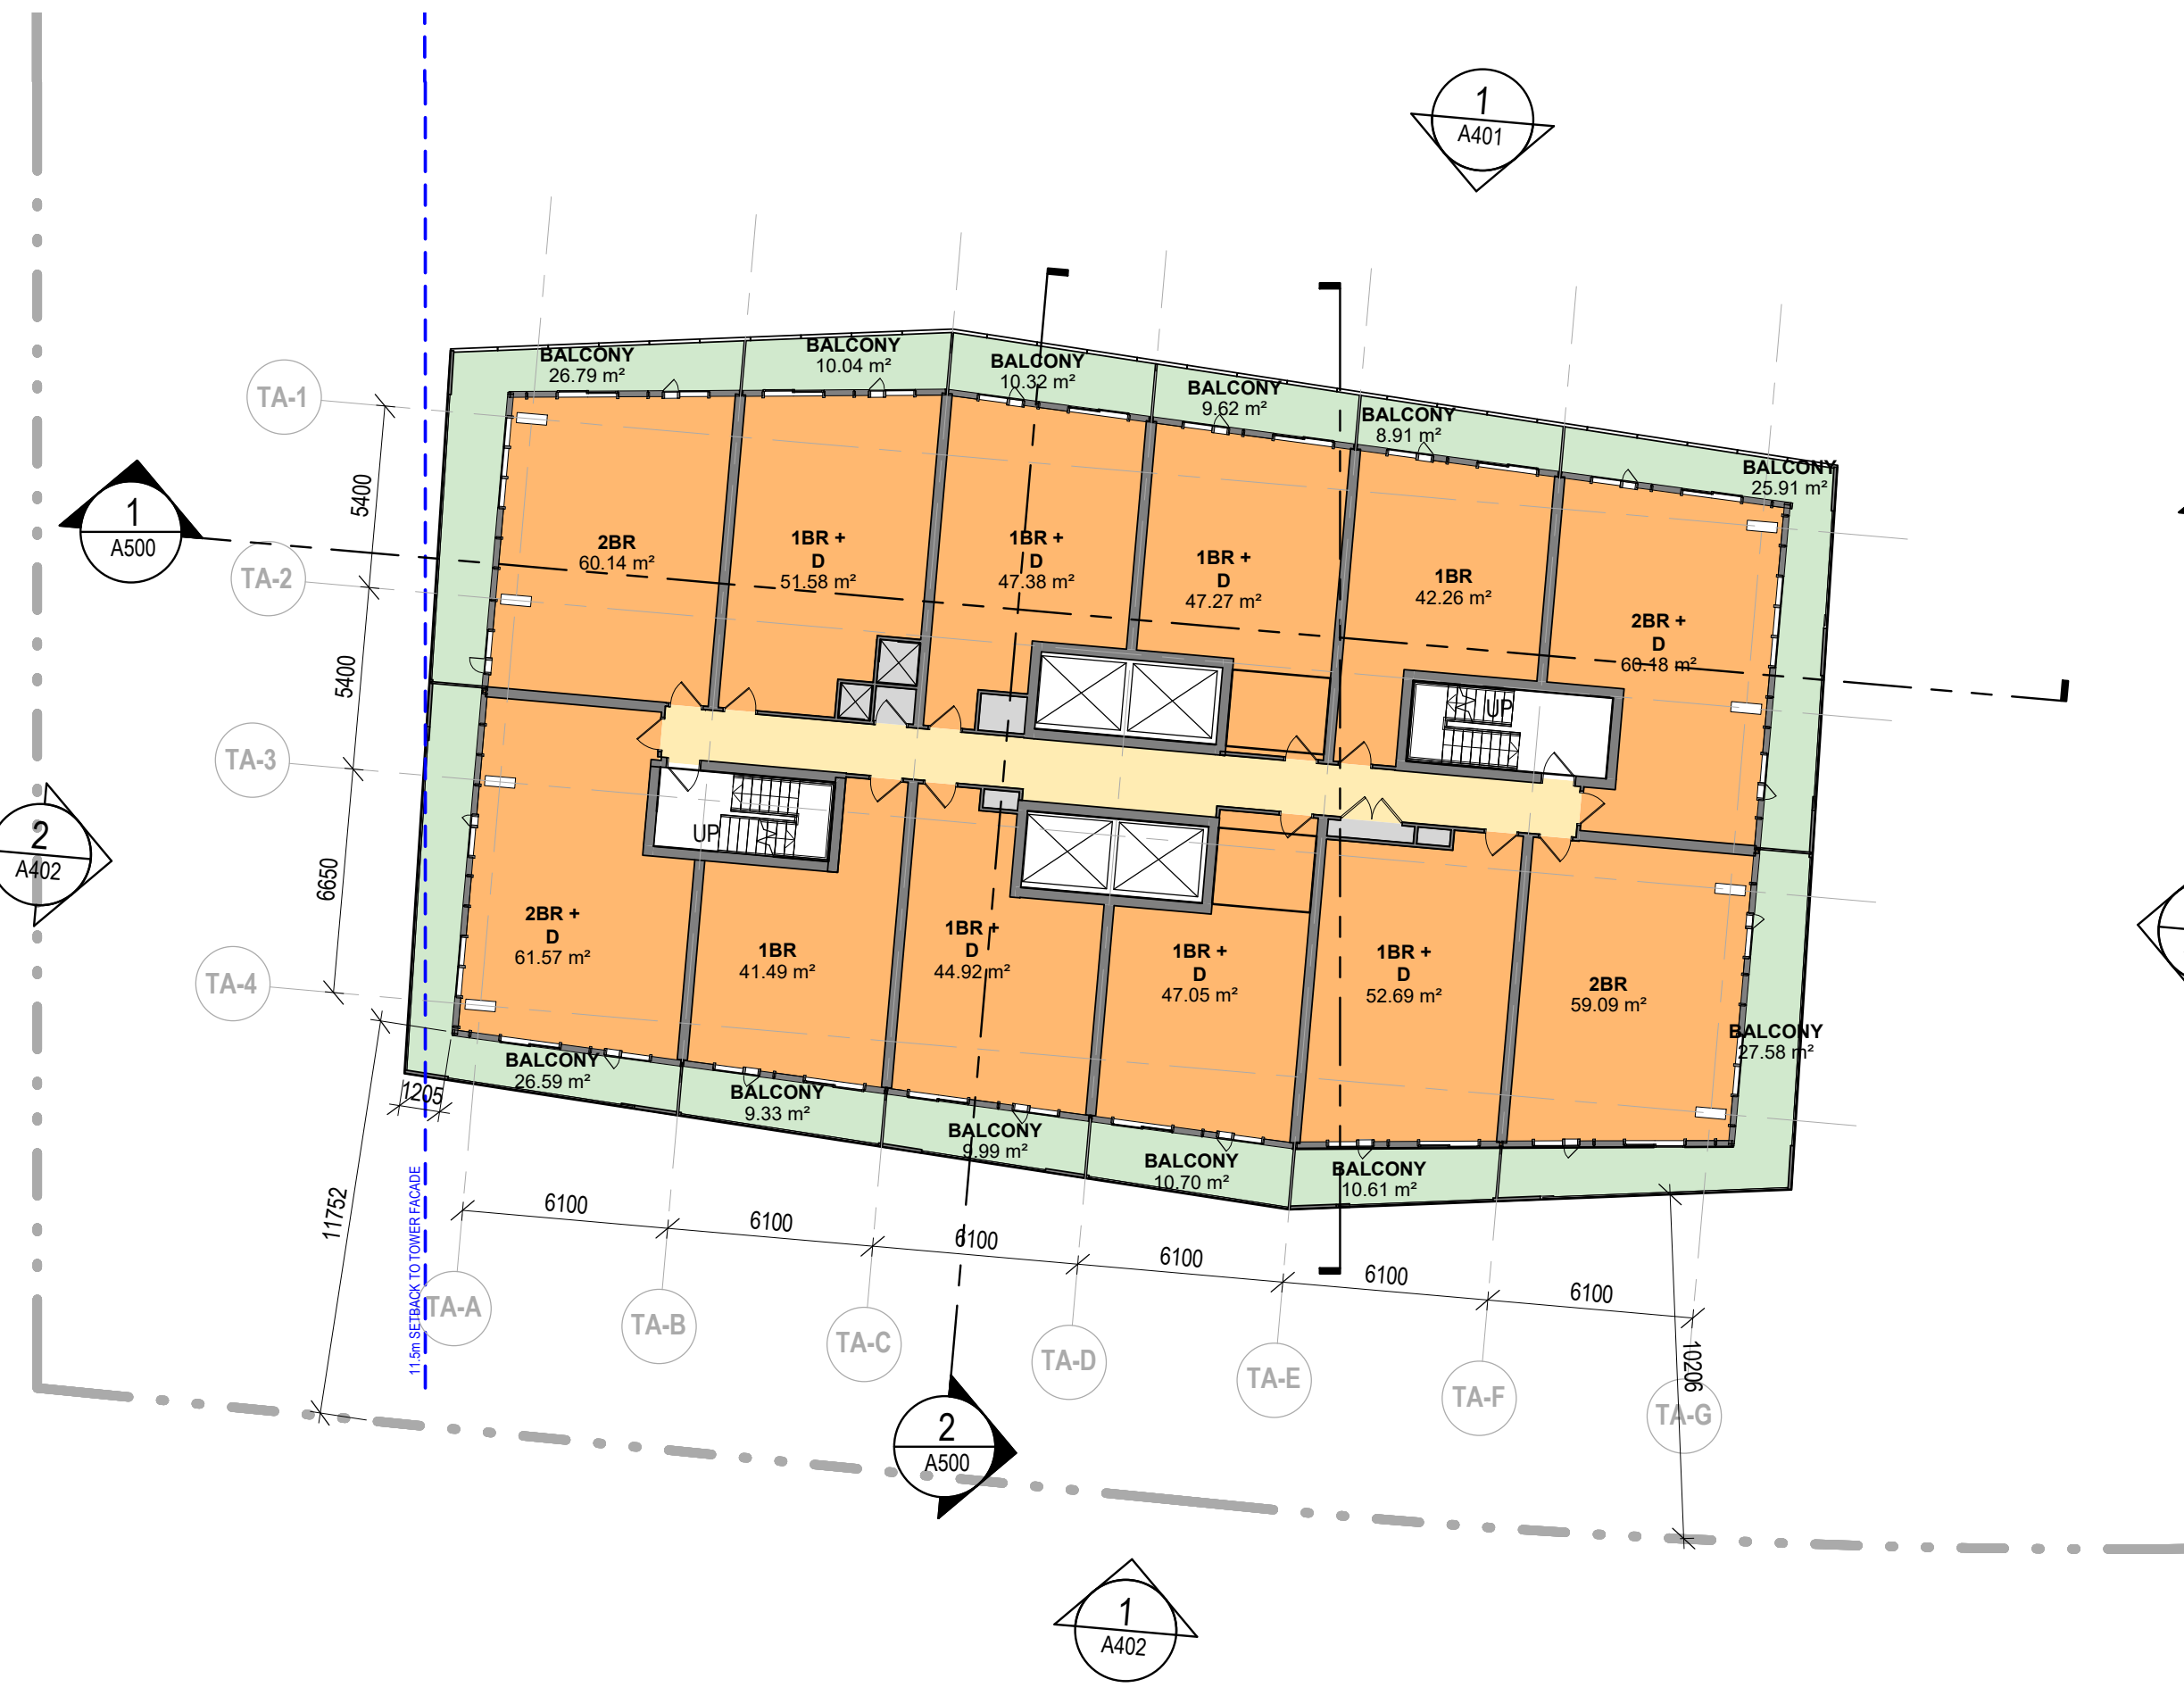 1
A401
BALCONY
26.79 m²
BALCONY
10.04 m²
BALCONY
10.32 m²
BALCONY
9.62 m²
BALCONY
8.91 m²
BALCONY
25.91 m²
TA-1
5400
1
A500
TA-2
2BR
60.14 m²
1BR +
D
51.58 m²
1BR +
D
47.38 m²
1BR +
D
47.27 m²
1BR
42.26 m²
2BR +
D
60.18 m²
5400
UP
TA-3
2
A402
UP
6650
2BR +
D
61.57 m²
1BR
41.49 m²
1BR +
D
44.92 m²
1BR +
D
47.05 m²
1BR +
D
52.69 m²
2BR
59.09 m²
TA-4
BALCONY
26.59 m²
BALCONY
9.33 m²
BALCONY
9.99 m²
BALCONY
10.70 m²
BALCONY
10.61 m²
BALCONY
27.58 m²
1205
11752
11.5m SETBACK TO TOWER FACADE
6100
6100
6100
6100
6100
6100
10206
TA-A
TA-B
TA-C
TA-D
TA-E
TA-F
TA-G
2
A500
1
A402